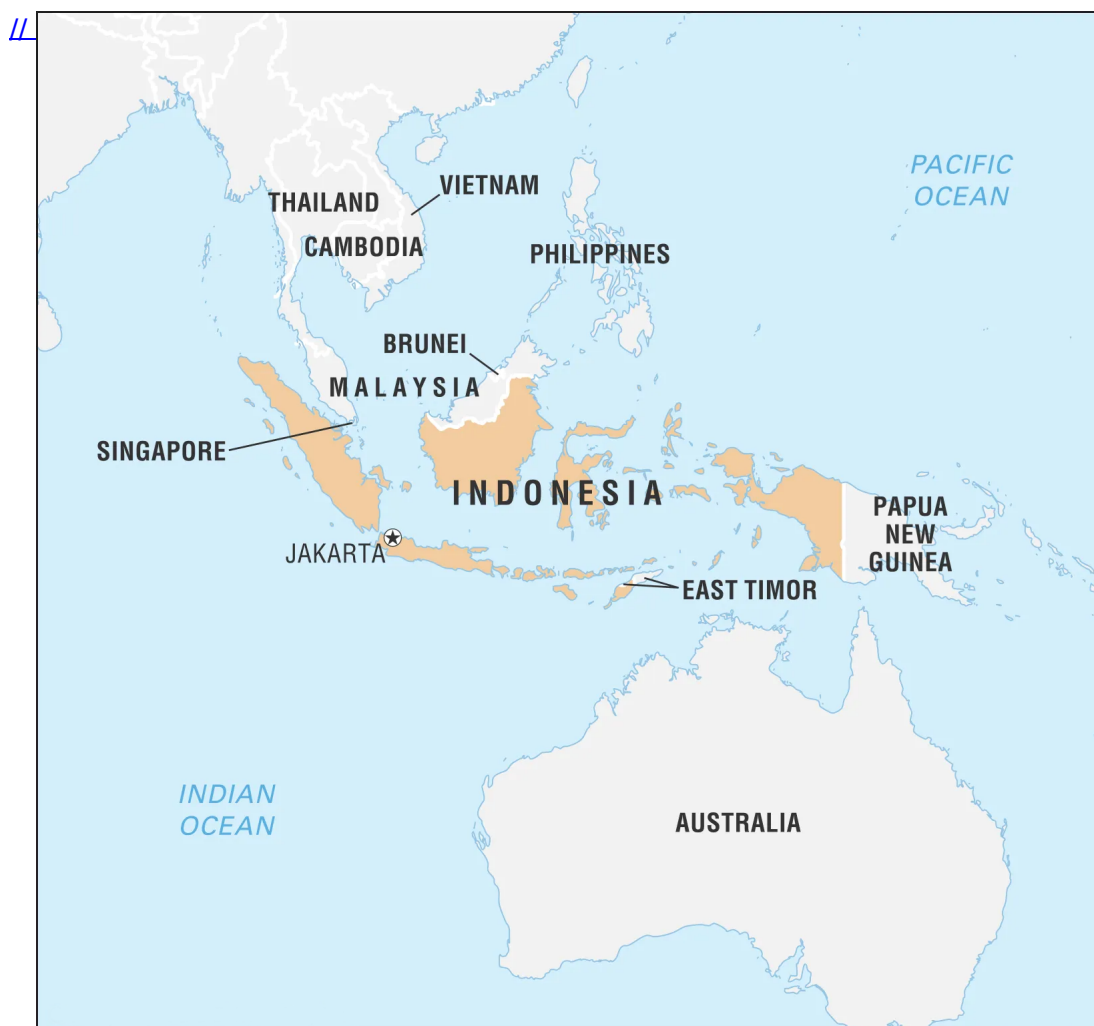 //
PACIFIC
OCEAN
VIETNAM
THAILAND
CAMBODIA
PHILIPPINES
BRUNEI
MALAYSIA
SINGAPORE
INDONESIA
PAPUA
NEW
GUINEA
JAKARTA
EAST TIMOR
INDIAN
OCEAN
AUSTRALIA